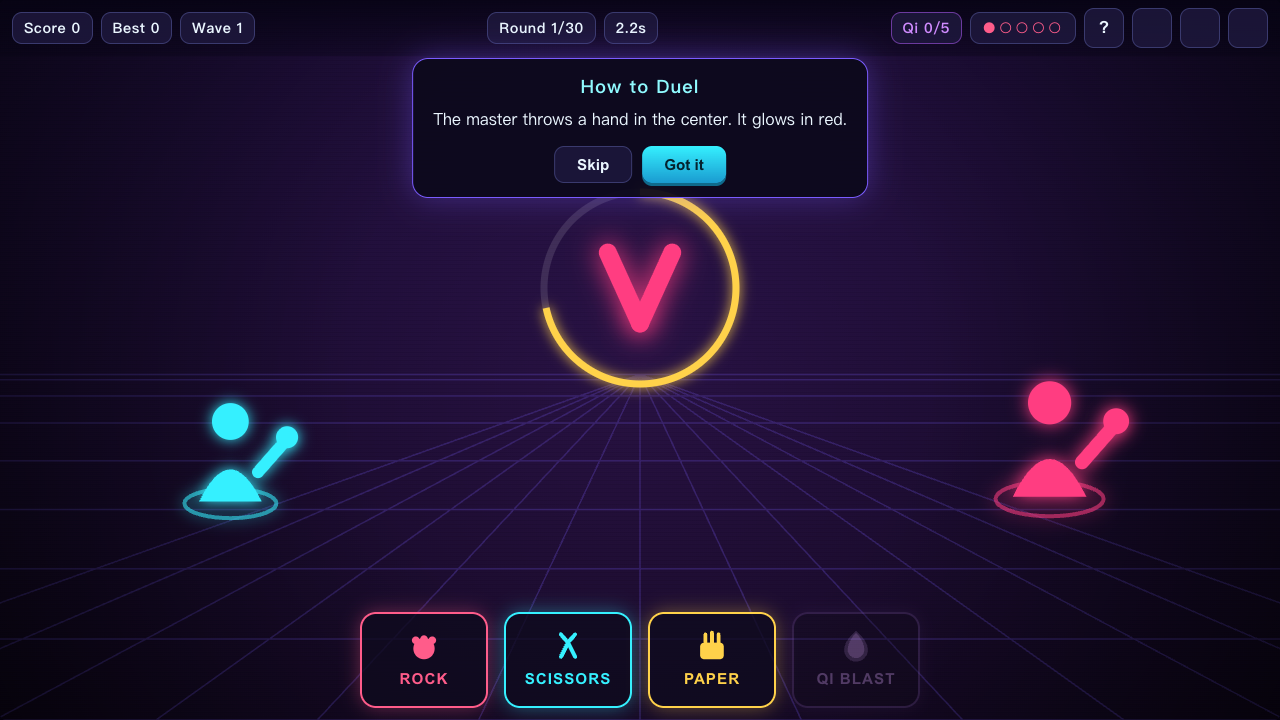 Score 0
Best 0
Wave 1
Round 1/30
2.2s
Qi 0/5
?
How to Duel
The master throws a hand in the center. It glows in red.
Skip
Got it
ROCK
SCISSORS
PAPER
QI BLAST